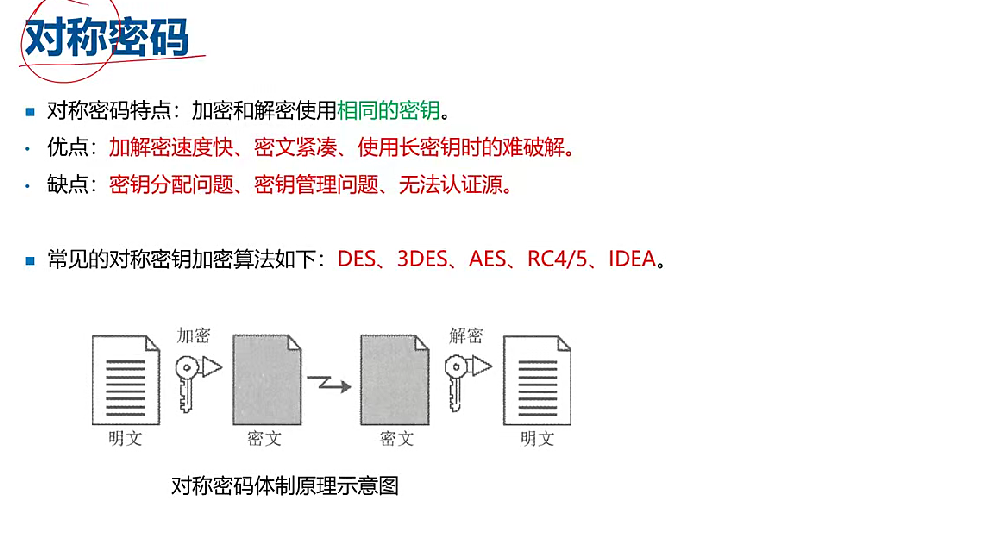 对称密码
对称密码特点：加密和解密使用相同的密钥。
优点：加解密速度快、密文紧凑、使用长密钥时的难破解。
缺点：密钥分配问题、密钥管理问题、无法认证源。
常见的对称密钥加密算法如下：DES、3DES、AES、RC4/5、IDEA。
加密 解密
明文 密文 密文 明文
对称密码体制原理示意图